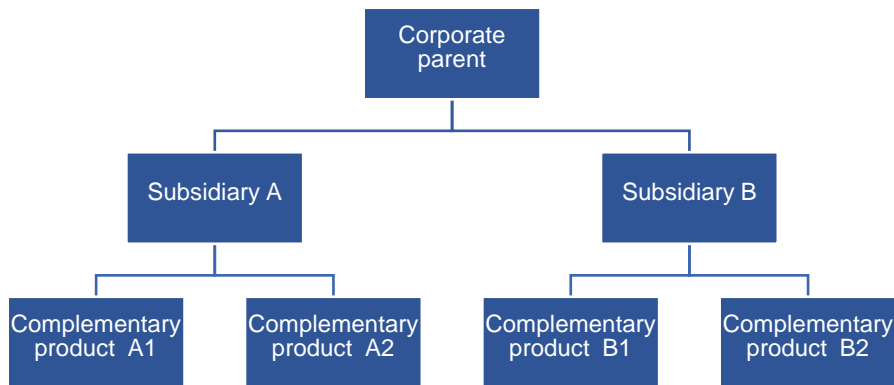 Corporate
parent
Subsidiary A
Subsidiary B
Complementary
product A1
Complementary
product A2
Complementary
product B1
Complementary
product B2